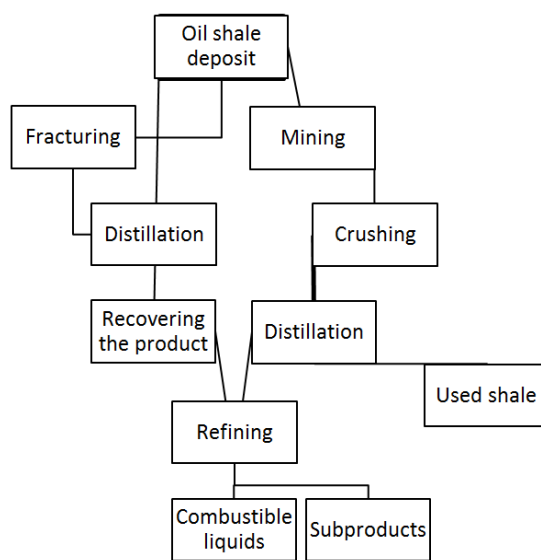 Oil shale
deposit
Fracturing
Mining
Distillation
Crushing
Recovering
the product
Distillation
Used shale
Refining
Combustible
liquids
Subproducts